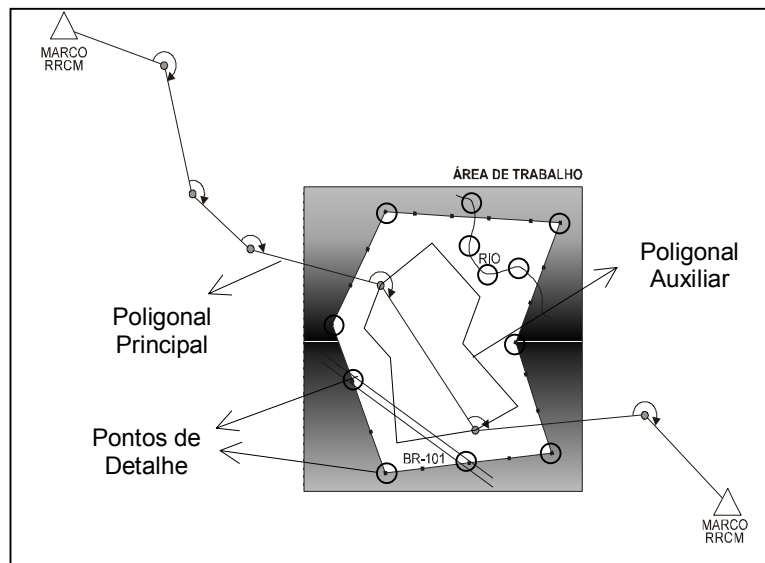 MARCO
RRCM
ÁREA DE TRABALHO
RIO
Poligonal
Auxiliar
Poligonal
Principal
Pontos de
Detalhe
BR-101
MARCO
RRCM